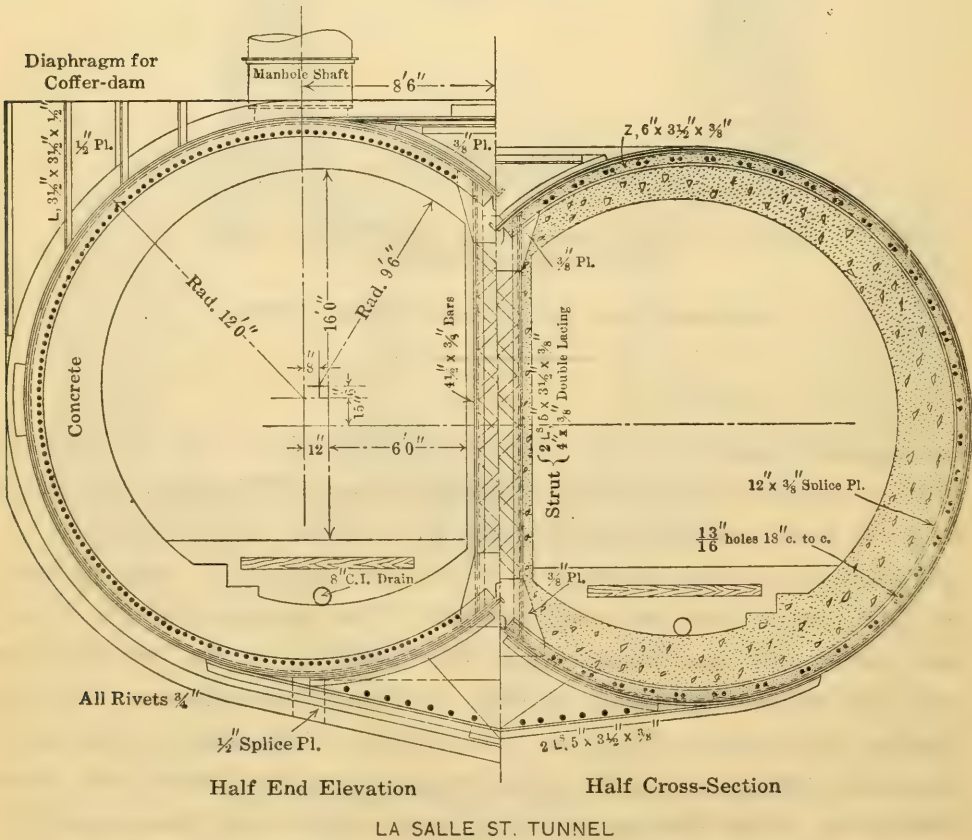 Diaphragm for
Coffer-dam
Manhole Shaft
8'6"
L, 3½" x 3½" x ½"
½" Pl.
⅜" Pl.
Z, 6" x 3½" x ⅜"
⅜" Pl.
Rad. 12'0"
16'0"
Rad. 9'6"
Concrete
8"
6"
15"
12"
6'0"
4½" x ¾" Bars
Strut { 2 Lˢ, 5" x 3½" x ⅜"
4" x ⅜" Double Lacing
12" x ⅜" Splice Pl.
13/16" holes 18" c. to c.
8" C.I. Drain
⅜" Pl.
All Rivets ¾"
½" Splice Pl.
2 Lˢ, 5" x 3½" x ⅜"
Half End Elevation
Half Cross-Section
LA SALLE ST. TUNNEL